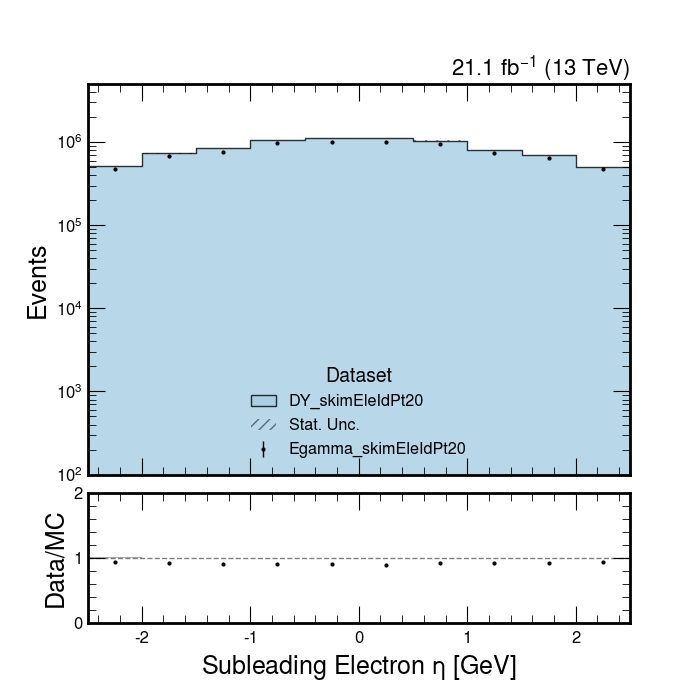 21.1 fb⁻¹ (13 TeV)
10⁶
10⁵
10⁴
10³
10²
Events
Dataset
DY_skimEleIdPt20
Stat. Unc.
Egamma_skimEleIdPt20
2
1
0
Data/MC
-2 -1 0 1 2
Subleading Electron η [GeV]